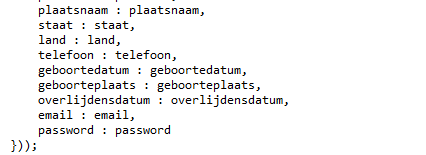 plaatsnaam : plaatsnaam,
staat : staat,
land : land,
telefoon : telefoon,
geboortedatum : geboortedatum,
geboorteplaats : geboorteplaats,
overlijdensdatum : overlijdensdatum,
email : email,
password : password
}));